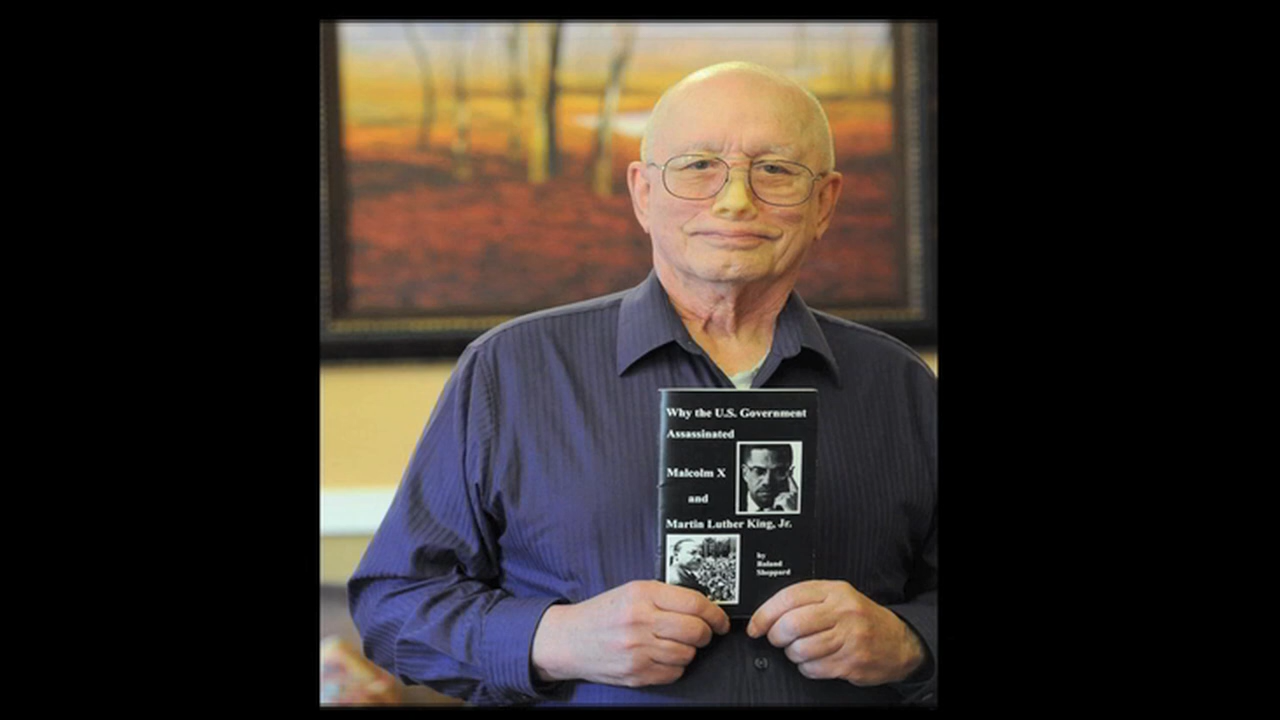 Why the U.S. Government
Assassinated
Malcolm X
and
Martin Luther King, Jr.
by
Roland
Sheppard